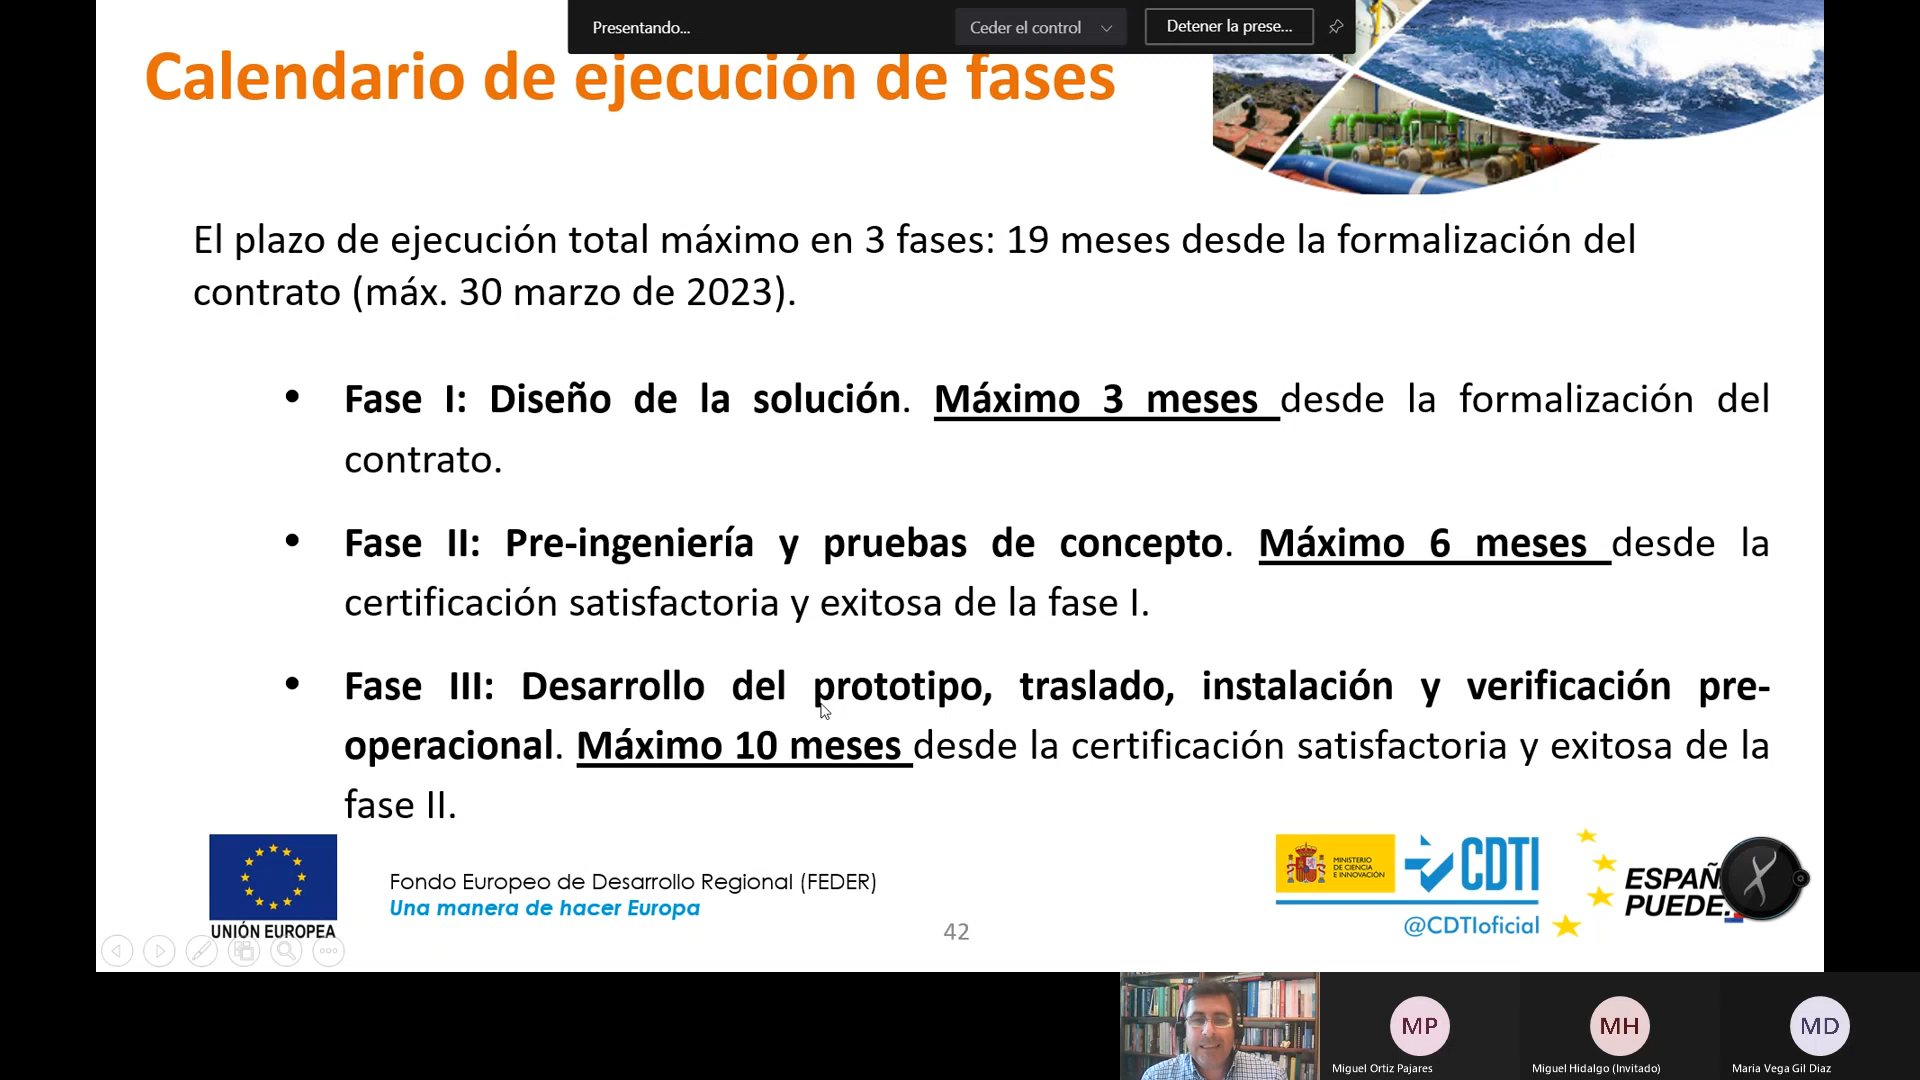 Presentando...
Ceder el control
Detener la prese...
Calendario de ejecución de fases
El plazo de ejecución total máximo en 3 fases: 19 meses desde la formalización del
contrato (máx. 30 marzo de 2023).
• Fase I: Diseño de la solución. Máximo 3 meses desde la formalización del
contrato.
• Fase II: Pre-ingeniería y pruebas de concepto. Máximo 6 meses desde la
certificación satisfactoria y exitosa de la fase I.
• Fase III: Desarrollo del prototipo, traslado, instalación y verificación pre-
operacional. Máximo 10 meses desde la certificación satisfactoria y exitosa de la
fase II.
UNIÓN EUROPEA
Fondo Europeo de Desarrollo Regional (FEDER)
Una manera de hacer Europa
42
MINISTERIO
DE CIENCIA
E INNOVACIÓN
CDTI
@CDTIoficial
ESPAÑ
PUEDE.
MP
MH
MD
Miguel Ortiz Pajares
Miguel Hidalgo (Invitado)
Maria Vega Gil Diaz